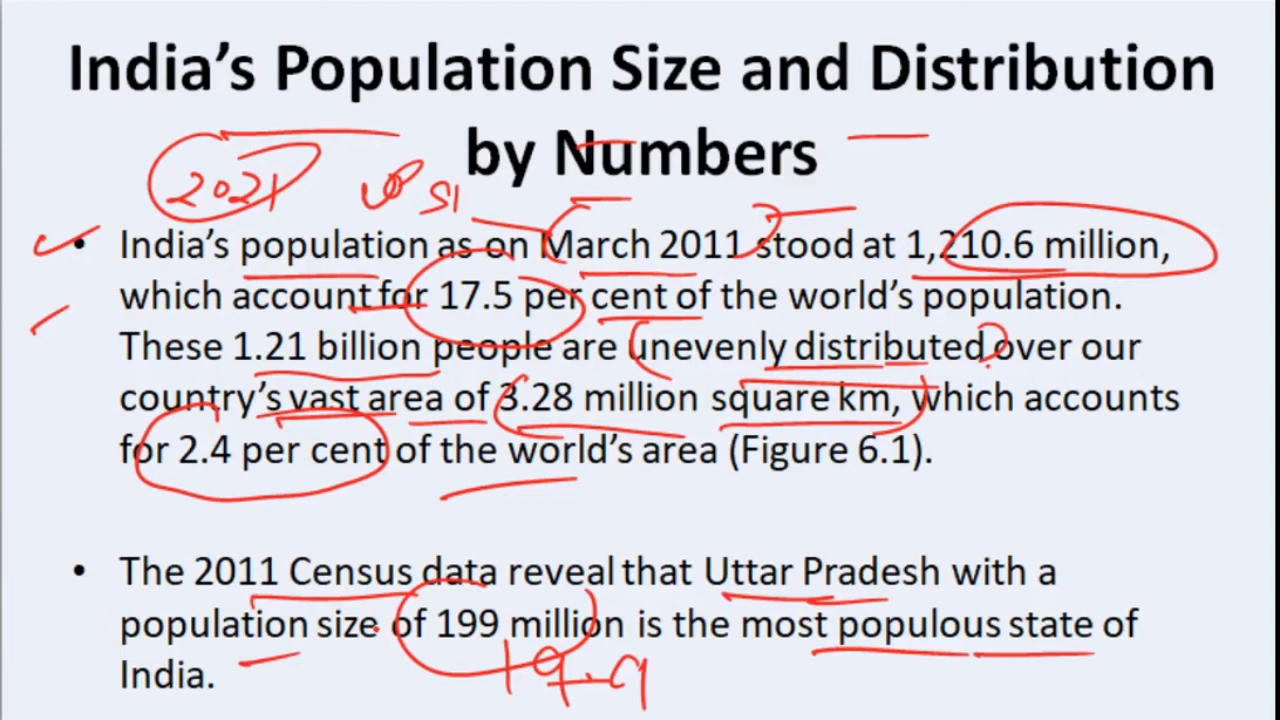 India's Population Size and Distribution
by Numbers
2021 UP SI
• India's population as on March 2011 stood at 1,210.6 million,
which account for 17.5 per cent of the world's population.
These 1.21 billion people are unevenly distributed over our
country's vast area of 3.28 million square km, which accounts
for 2.4 per cent of the world's area (Figure 6.1).
• The 2011 Census data reveal that Uttar Pradesh with a
population size of 199 million is the most populous state of
India.
19.9